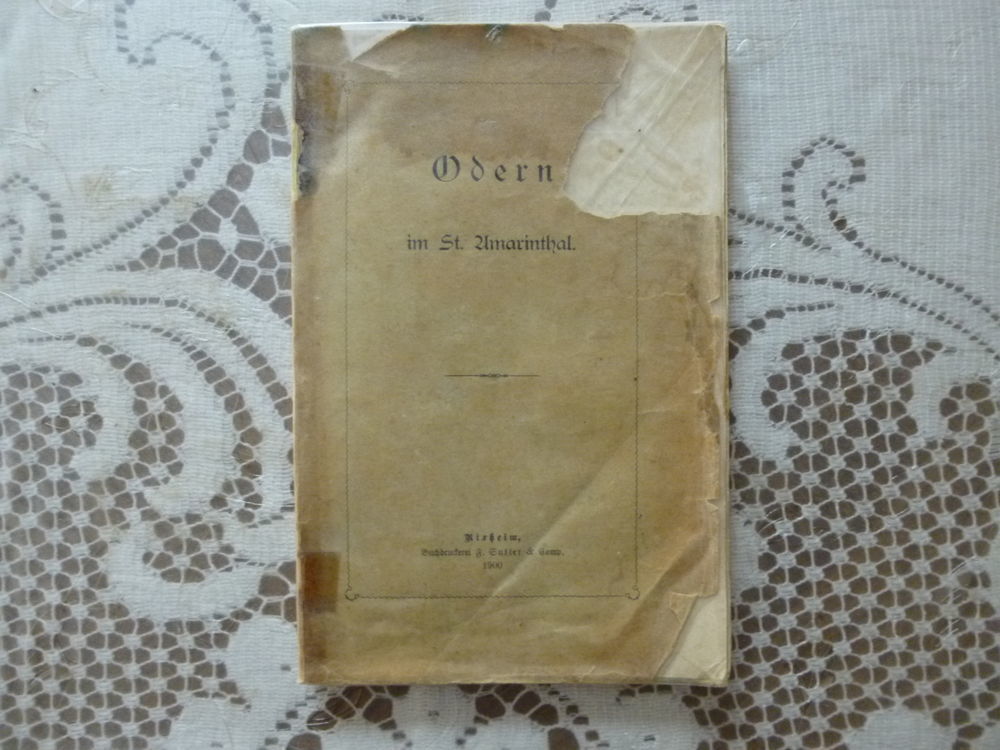 Odern
im St. Amarinthal.
Rixheim,
Buchdruckerei F. Sutter & Comp.
1900